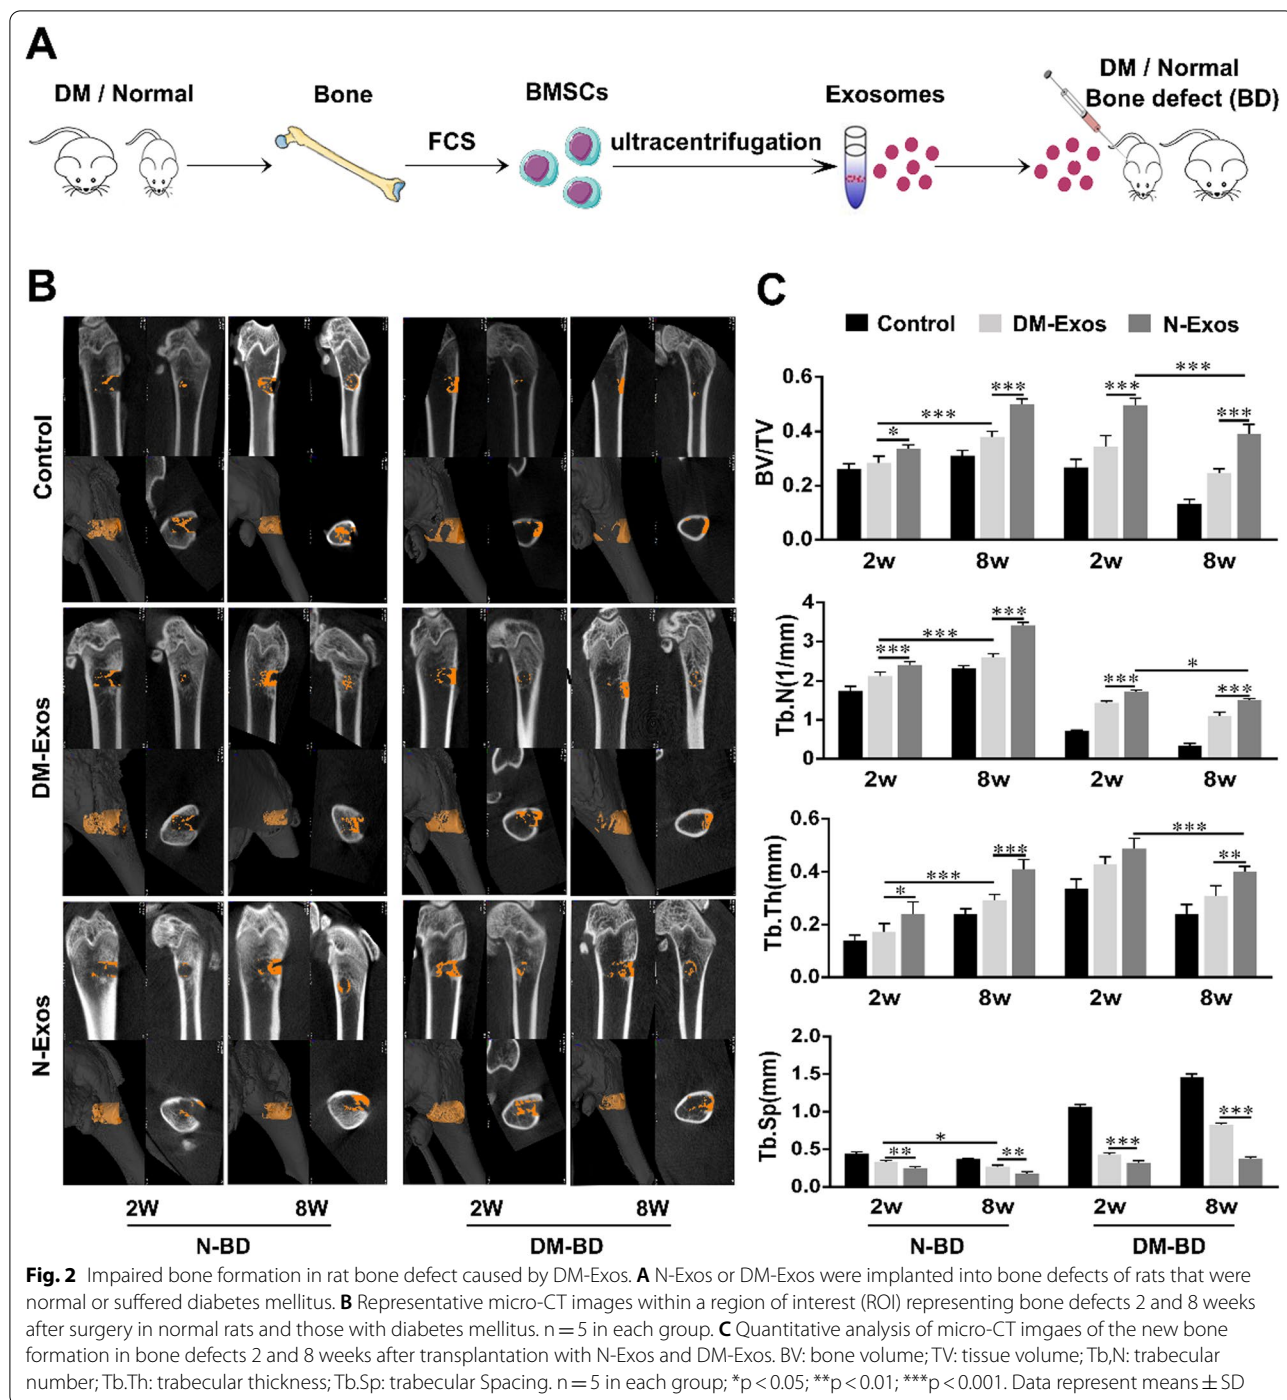 A
DM / Normal
Bone
FCS
BMSCs
ultracentrifugation
Exosomes
DM / Normal
Bone defect (BD)
B
Control
DM-Exos
N-Exos
2W
8W
2W
8W
N-BD
DM-BD
C
Control
DM-Exos
N-Exos
BV/TV
0.6
0.4
0.2
0.0
*
***
***
***
***
***
2w
8w
2w
8w
Tb.N(1/mm)
4
3
2
1
0
***
***
***
***
*
***
2w
8w
2w
8w
Tb.Th(mm)
0.6
0.4
0.2
0.0
*
***
***
***
**
2w
8w
2w
8w
Tb.Sp(mm)
2.0
1.5
1.0
0.5
0.0
**
*
**
***
***
2w
8w
2w
8w
N-BD
DM-BD
Fig. 2 Impaired bone formation in rat bone defect caused by DM-Exos. A N-Exos or DM-Exos were implanted into bone defects of rats that were
normal or suffered diabetes mellitus. B Representative micro-CT images within a region of interest (ROI) representing bone defects 2 and 8 weeks
after surgery in normal rats and those with diabetes mellitus. n = 5 in each group. C Quantitative analysis of micro-CT imgaes of the new bone
formation in bone defects 2 and 8 weeks after transplantation with N-Exos and DM-Exos. BV: bone volume; TV: tissue volume; Tb,N: trabecular
number; Tb.Th: trabecular thickness; Tb.Sp: trabecular Spacing. n = 5 in each group; *p < 0.05; **p < 0.01; ***p < 0.001. Data represent means ± SD